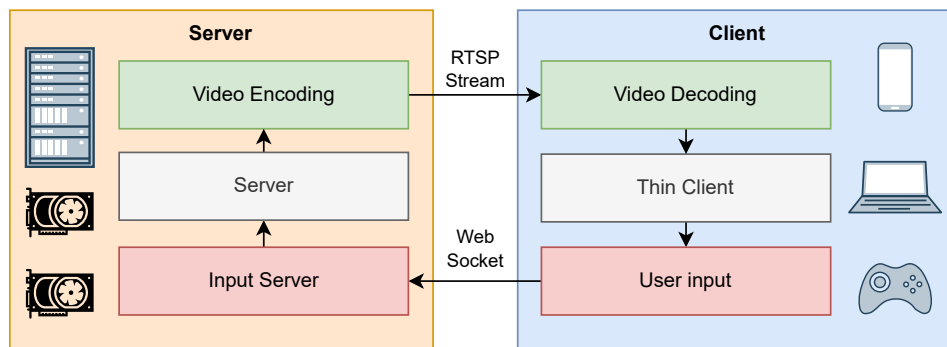 Server
Client
RTSP
Stream
Video Encoding
Video Decoding
Server
Thin Client
Web
Socket
Input Server
User input